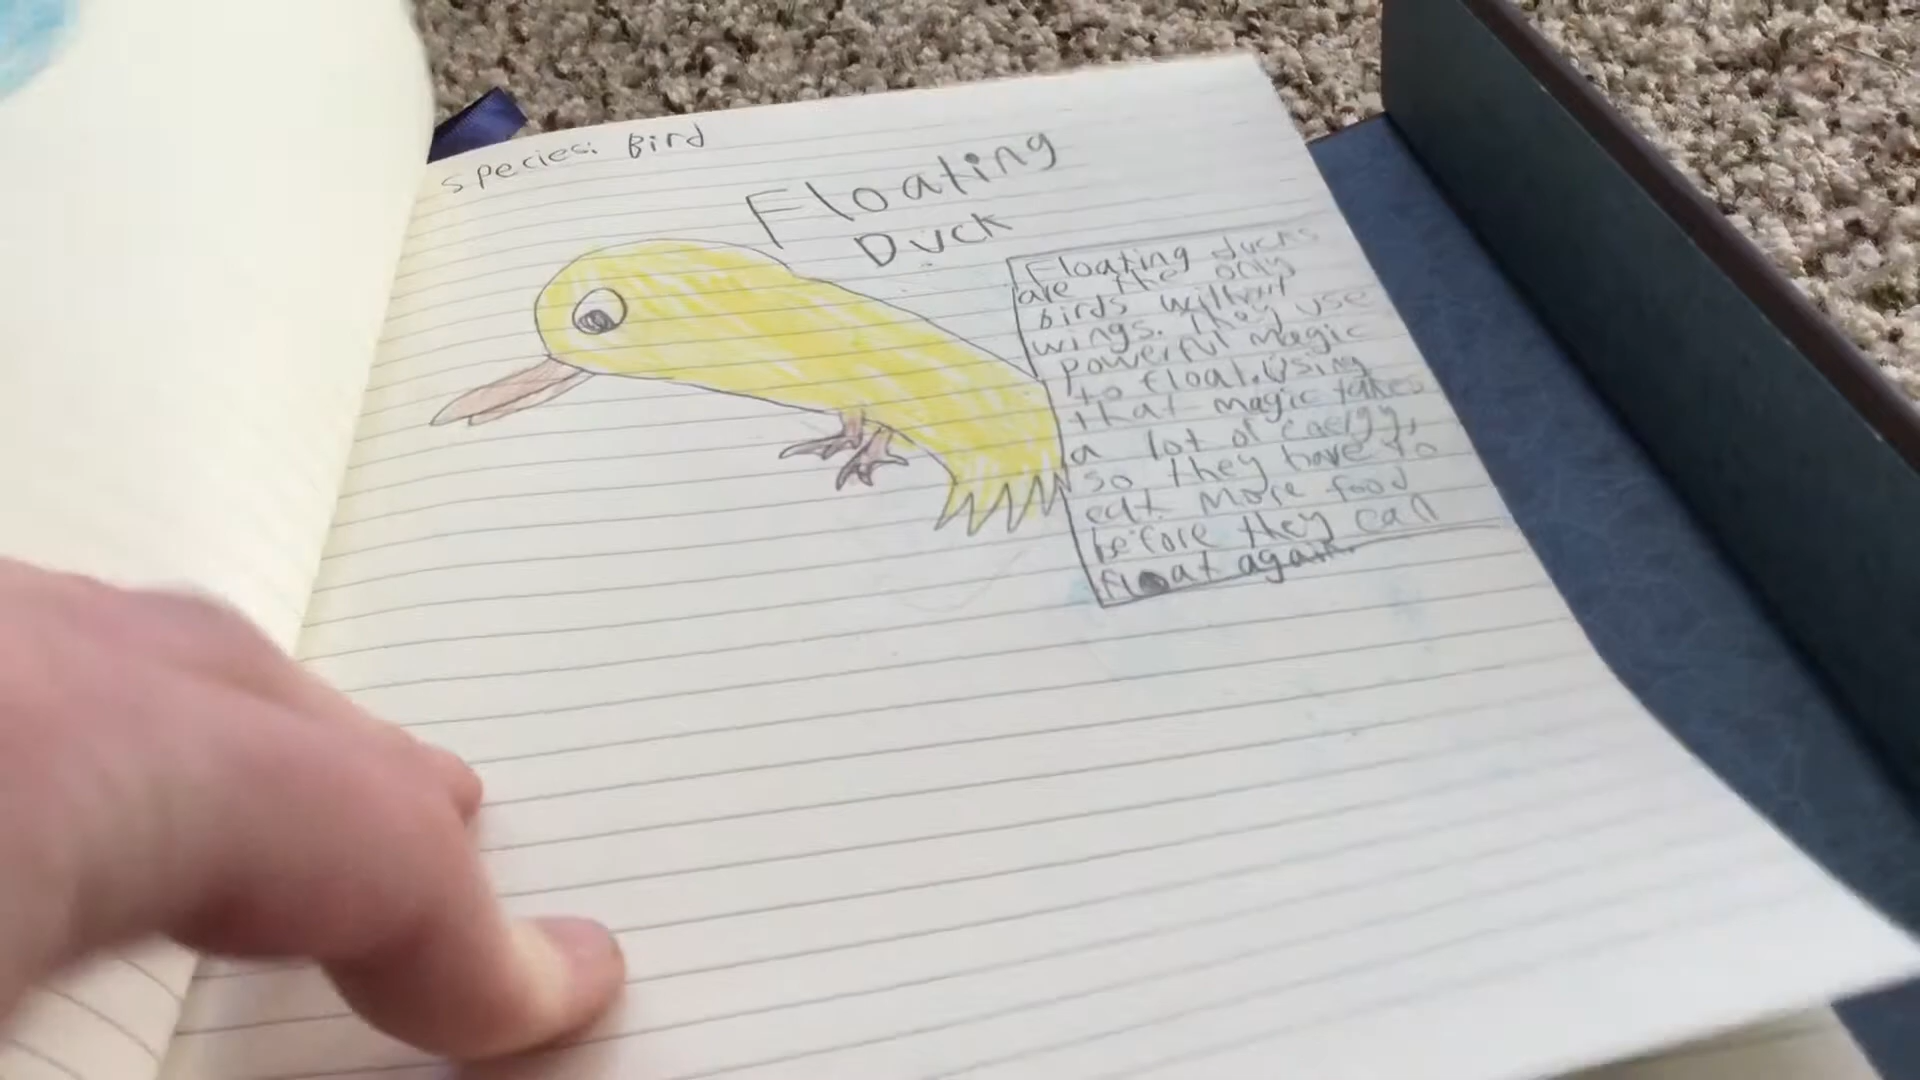 Species: Bird
Floating
Duck
Floating ducks
are the only
birds without
wings. They use
powerful magic
to float. Using
that magic takes
a lot of energy,
so they have to
eat more food
before they can
float again